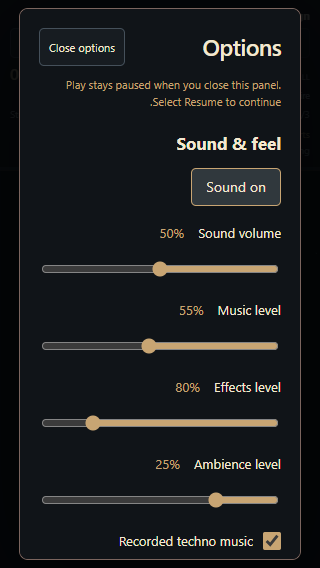 Options
Close options
Play stays paused when you close this panel.
Select Resume to continue.
Sound & feel
Sound on
Sound volume 50%
Music level 55%
Effects level 80%
Ambience level 25%
Recorded techno music